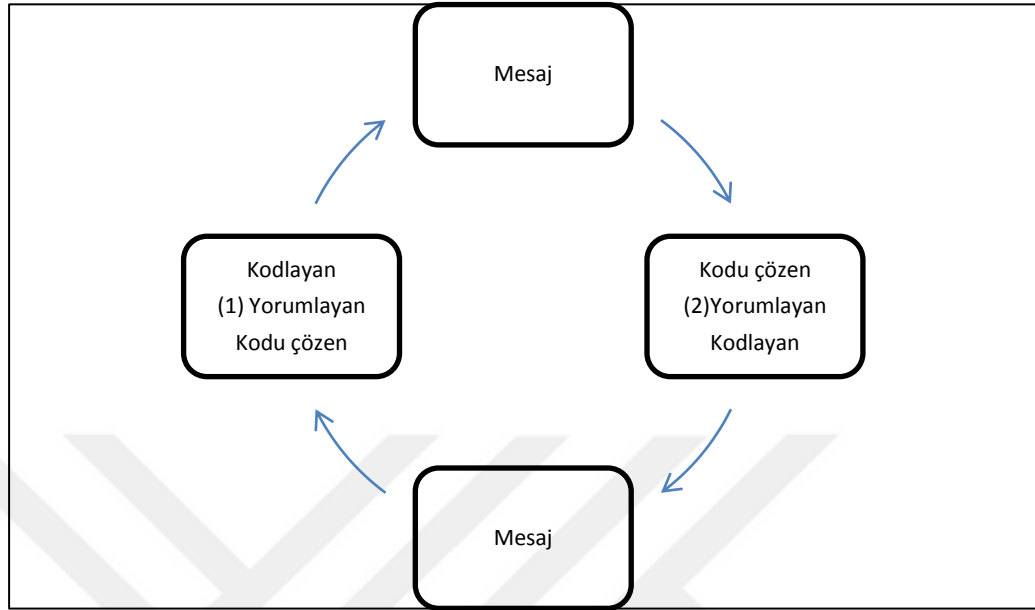 Mesaj
Kodlayan
(1) Yorumlayan
Kodu çözen
Kodu çözen
(2)Yorumlayan
Kodlayan
Mesaj